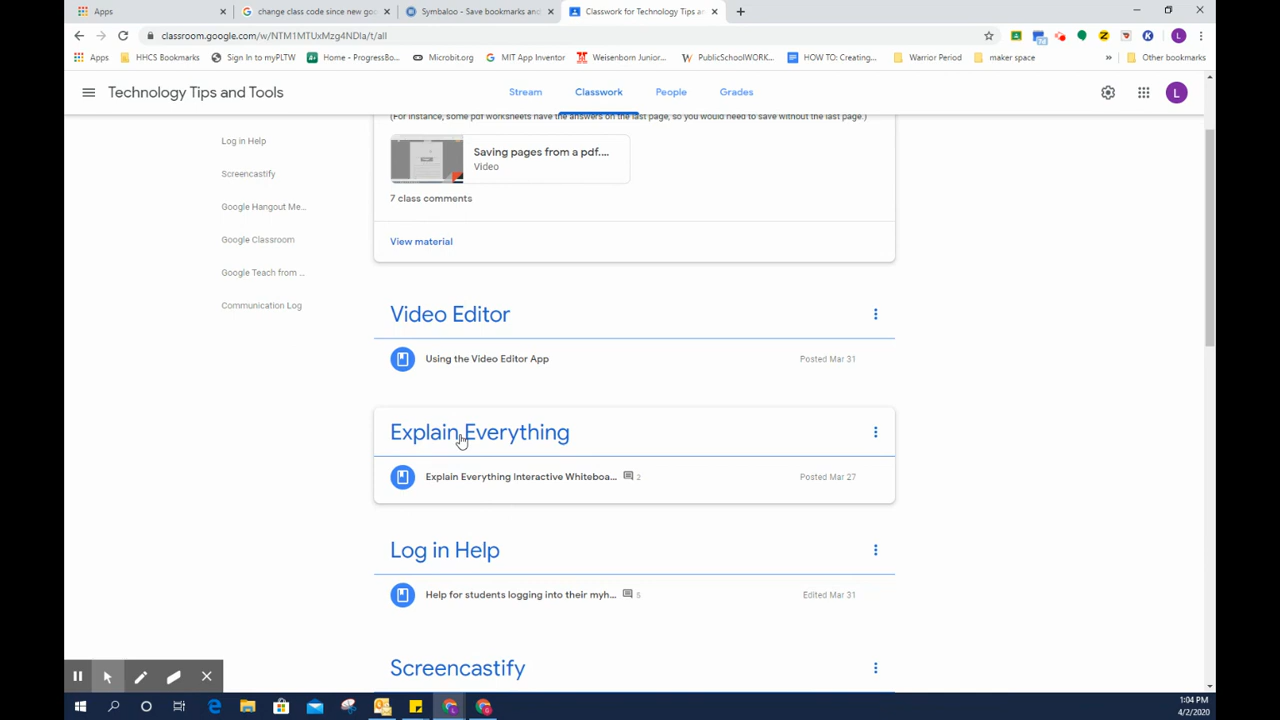 Apps
change class code since new goo
Symbaloo - Save bookmarks and
Classwork for Technology Tips an
classroom.google.com/w/NTM1MTUxMzg4NDIa/t/all
Apps
HHCS Bookmarks
Sign In to myPLTW
Home - ProgressBo...
Microbit.org
MIT App Inventor
Weisenborn Junior...
PublicSchoolWORK...
HOW TO: Creating...
Warrior Period
maker space
Other bookmarks
Technology Tips and Tools
Stream
Classwork
People
Grades
L
(For instance, some pdf worksheets have the answers on the last page, so you would need to save without the last page.)
Log in Help
Screencastify
Google Hangout Me...
Google Classroom
Google Teach from ...
Communication Log
Saving pages from a pdf....
Video
7 class comments
View material
Video Editor
Using the Video Editor App
Posted Mar 31
Explain Everything
Explain Everything Interactive Whiteboa...
2
Posted Mar 27
Log in Help
Help for students logging into their myh...
5
Edited Mar 31
Screencastify
1:04 PM
4/2/2020